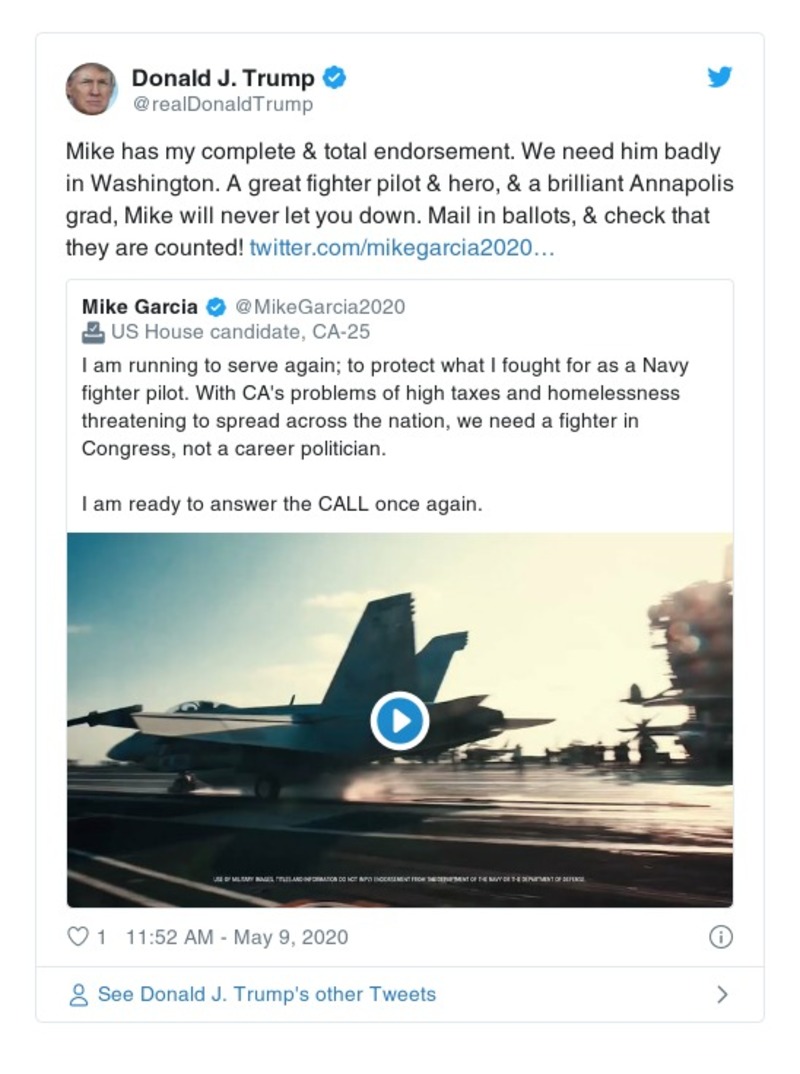 Donald J. Trump
@realDonaldTrump
Mike has my complete & total endorsement. We need him badly
in Washington. A great fighter pilot & hero, & a brilliant Annapolis
grad, Mike will never let you down. Mail in ballots, & check that
they are counted! twitter.com/mikegarcia2020…
Mike Garcia @MikeGarcia2020
US House candidate, CA-25
I am running to serve again; to protect what I fought for as a Navy
fighter pilot. With CA's problems of high taxes and homelessness
threatening to spread across the nation, we need a fighter in
Congress, not a career politician.
I am ready to answer the CALL once again.
USE OF MILITARY IMAGES, TITLES AND INFORMATION DO NOT IMPLY ENDORSEMENT FROM THE DEPARTMENT OF THE NAVY OR THE DEPARTMENT OF DEFENSE.
1 11:52 AM - May 9, 2020
See Donald J. Trump's other Tweets